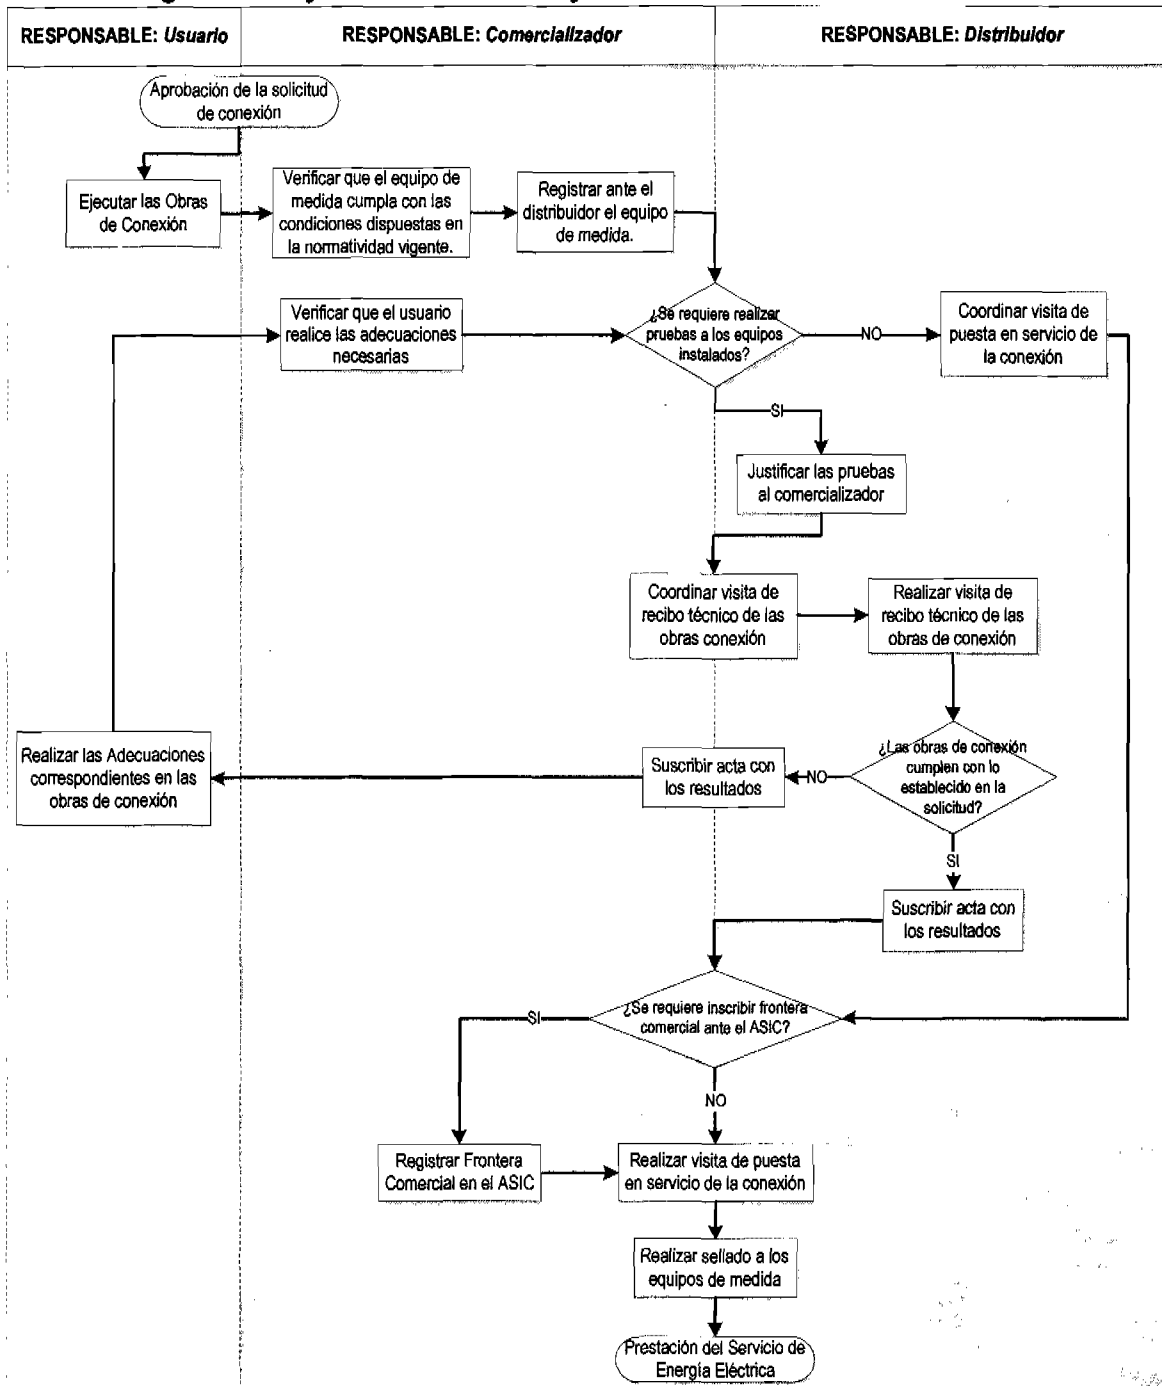 RESPONSABLE: Usuario
RESPONSABLE: Comercializador
RESPONSABLE: Distribuidor
Aprobación de la solicitud
de conexión
Ejecutar las Obras
de Conexión
Verificar que el equipo de
medida cumpla con las
condiciones dispuestas en
la normatividad vigente.
Registrar ante el
distribuidor el equipo
de medida.
Verificar que el usuario
realice las adecuaciones
necesarias
¿Se requiere realizar
pruebas a los equipos
instalados?
NO
Coordinar visita de
puesta en servicio de
la conexión
SI
Justificar las pruebas
al comercializador
Coordinar visita de
recibo técnico de las
obras conexión
Realizar visita de
recibo técnico de las
obras de conexión
Realizar las Adecuaciones
correspondientes en las
obras de conexión
Suscribir acta con
los resultados
NO
¿Las obras de conexión
cumplen con lo
establecido en la
solicitud?
SI
Suscribir acta con
los resultados
¿Se requiere inscribir frontera
comercial ante el ASIC?
SI
NO
Registrar Frontera
Comercial en el ASIC
Realizar visita de puesta
en servicio de la conexión
Realizar sellado a los
equipos de medida
Prestación del Servicio de
Energía Eléctrica